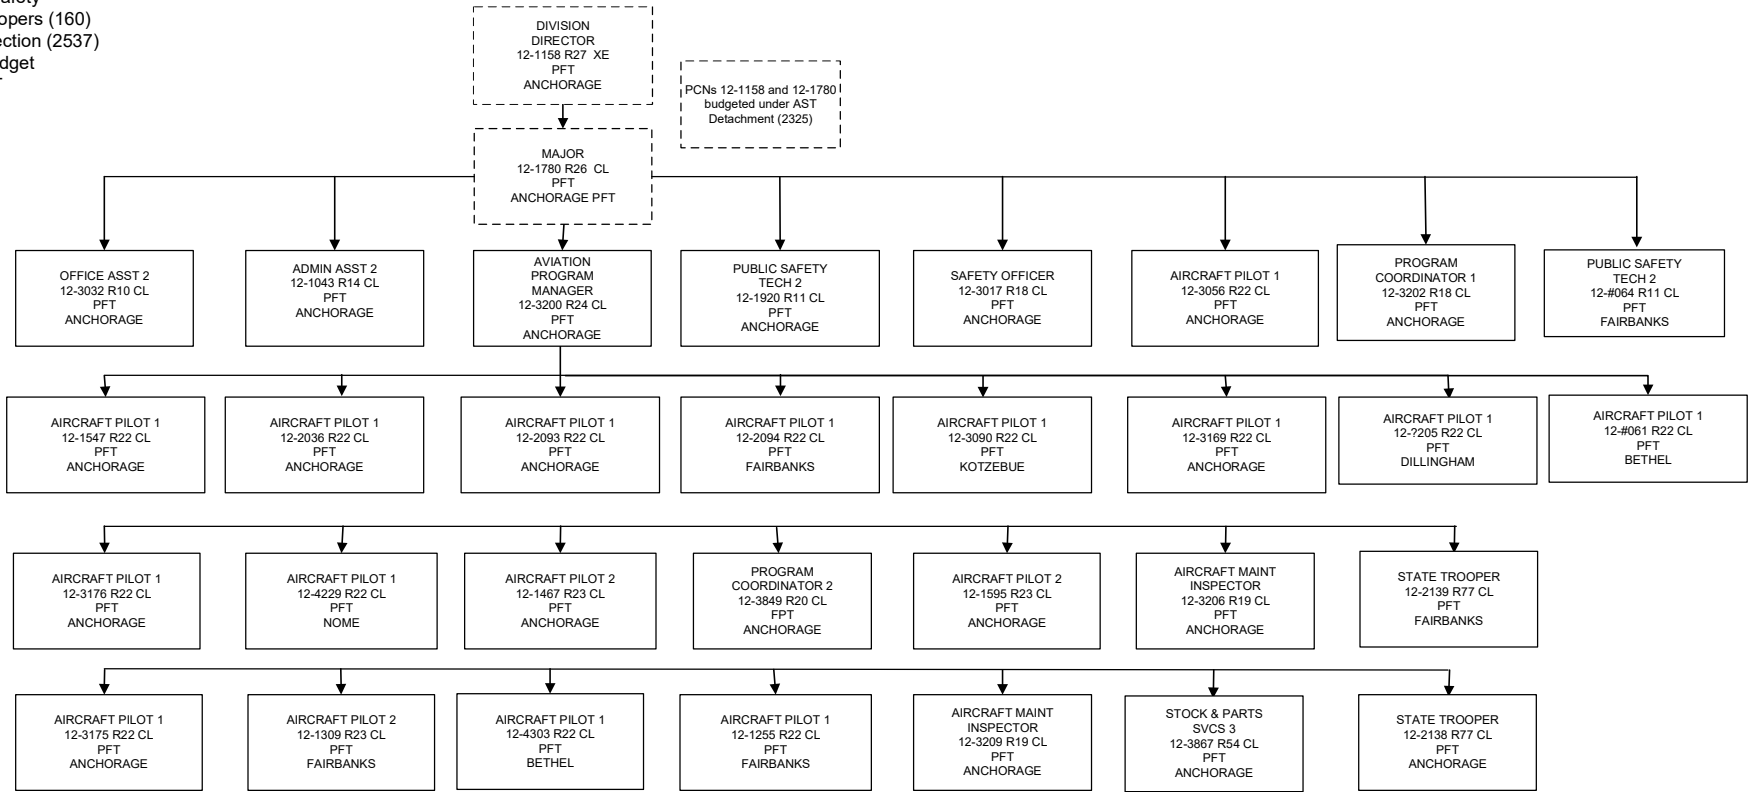 (160)
(2537)
DIVISION
DIRECTOR
12-1158 R27 XE
PFT
ANCHORAGE
PCNs 12-1158 and 12-1780
budgeted under AST
Detachment (2325)
MAJOR
12-1780 R26 CL
PFT
ANCHORAGE PFT
OFFICE ASST 2
12-3032 R10 CL
PFT
ANCHORAGE
ADMIN ASST 2
12-1043 R14 CL
PFT
ANCHORAGE
AVIATION
PROGRAM
MANAGER
12-3200 R24 CL
PFT
ANCHORAGE
PUBLIC SAFETY
TECH 2
12-1920 R11 CL
PFT
ANCHORAGE
SAFETY OFFICER
12-3017 R18 CL
PFT
ANCHORAGE
AIRCRAFT PILOT 1
12-3056 R22 CL
PFT
ANCHORAGE
PROGRAM
COORDINATOR 1
12-3202 R18 CL
PFT
ANCHORAGE
PUBLIC SAFETY
TECH 2
12-#064 R11 CL
PFT
FAIRBANKS
AIRCRAFT PILOT 1
12-1547 R22 CL
PFT
ANCHORAGE
AIRCRAFT PILOT 1
12-2036 R22 CL
PFT
ANCHORAGE
AIRCRAFT PILOT 1
12-2093 R22 CL
PFT
ANCHORAGE
AIRCRAFT PILOT 1
12-2094 R22 CL
PFT
FAIRBANKS
AIRCRAFT PILOT 1
12-3090 R22 CL
PFT
KOTZEBUE
AIRCRAFT PILOT 1
12-3169 R22 CL
PFT
ANCHORAGE
AIRCRAFT PILOT 1
12-?205 R22 CL
PFT
DILLINGHAM
AIRCRAFT PILOT 1
12-#061 R22 CL
PFT
BETHEL
AIRCRAFT PILOT 1
12-3176 R22 CL
PFT
ANCHORAGE
AIRCRAFT PILOT 1
12-4229 R22 CL
PFT
NOME
AIRCRAFT PILOT 2
12-1467 R23 CL
PFT
ANCHORAGE
PROGRAM
COORDINATOR 2
12-3849 R20 CL
FPT
ANCHORAGE
AIRCRAFT PILOT 2
12-1595 R23 CL
PFT
ANCHORAGE
AIRCRAFT MAINT
INSPECTOR
12-3206 R19 CL
PFT
ANCHORAGE
STATE TROOPER
12-2139 R77 CL
PFT
FAIRBANKS
AIRCRAFT PILOT 1
12-3175 R22 CL
PFT
ANCHORAGE
AIRCRAFT PILOT 2
12-1309 R23 CL
PFT
FAIRBANKS
AIRCRAFT PILOT 1
12-4303 R22 CL
PFT
BETHEL
AIRCRAFT PILOT 1
12-1255 R22 CL
PFT
FAIRBANKS
AIRCRAFT MAINT
INSPECTOR
12-3209 R19 CL
PFT
ANCHORAGE
STOCK & PARTS
SVCS 3
12-3867 R54 CL
PFT
ANCHORAGE
STATE TROOPER
12-2138 R77 CL
PFT
ANCHORAGE